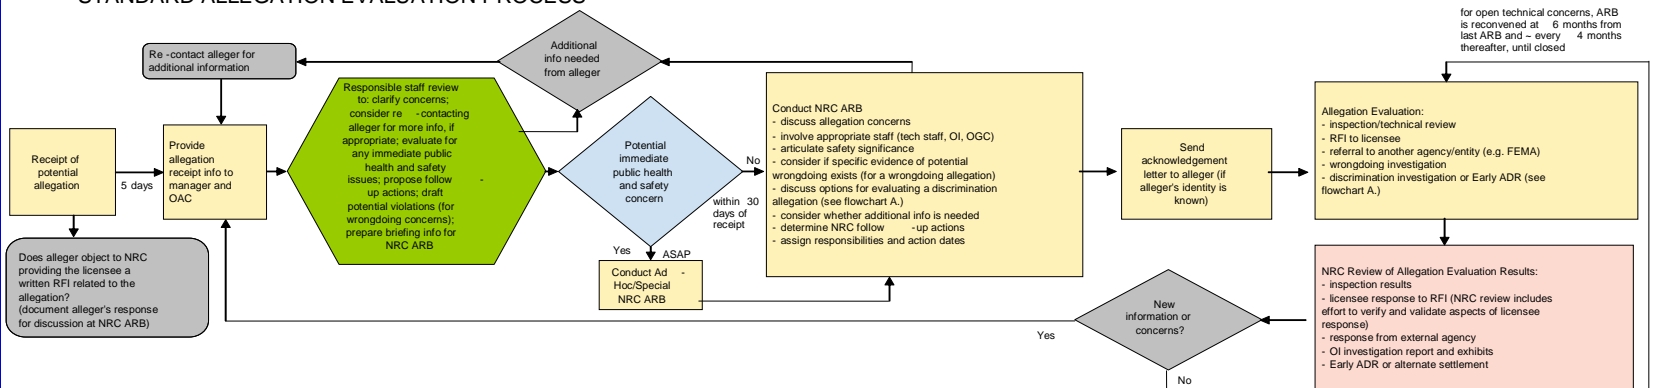 STANDARD ALLEGATION EVALUATION PROCESS
for open technical concerns, ARB
is reconvened at 6 months from
last ARB and ~ every 4 months
thereafter, until closed
Re -contact alleger for
additional information
Additional
info needed
from alleger
Receipt of
potential
allegation
5 days
Provide
allegation
receipt info to
manager and
OAC
Does alleger object to NRC
providing the licensee a
written RFI related to the
allegation?
(document alleger's response
for discussion at NRC ARB)
Responsible staff review
to: clarify concerns;
consider re -contacting
alleger for more info, if
appropriate; evaluate for
any immediate public
health and safety
issues; propose follow -
up actions; draft
potential violations (for
wrongdoing concerns);
prepare briefing info for
NRC ARB
Potential
immediate
public health
and safety
concern
No
within 30
days of
receipt
Yes
ASAP
Conduct Ad -
Hoc/Special
NRC ARB
Conduct NRC ARB
- discuss allegation concerns
- involve appropriate staff (tech staff, OI, OGC)
- articulate safety significance
- consider if specific evidence of potential
wrongdoing exists (for a wrongdoing allegation)
- discuss options for evaluating a discrimination
allegation (see flowchart A.)
- consider whether additional info is needed
- determine NRC follow -up actions
- assign responsibilities and action dates
Send
acknowledgement
letter to alleger (if
alleger's identity is
known)
Allegation Evaluation:
- inspection/technical review
- RFI to licensee
- referral to another agency/entity (e.g. FEMA)
- wrongdoing investigation
- discrimination investigation or Early ADR (see
flowchart A.)
NRC Review of Allegation Evaluation Results:
- inspection results
- licensee response to RFI (NRC review includes
effort to verify and validate aspects of licensee
response)
- response from external agency
- OI investigation report and exhibits
- Early ADR or alternate settlement
New
information or
concerns?
Yes
No